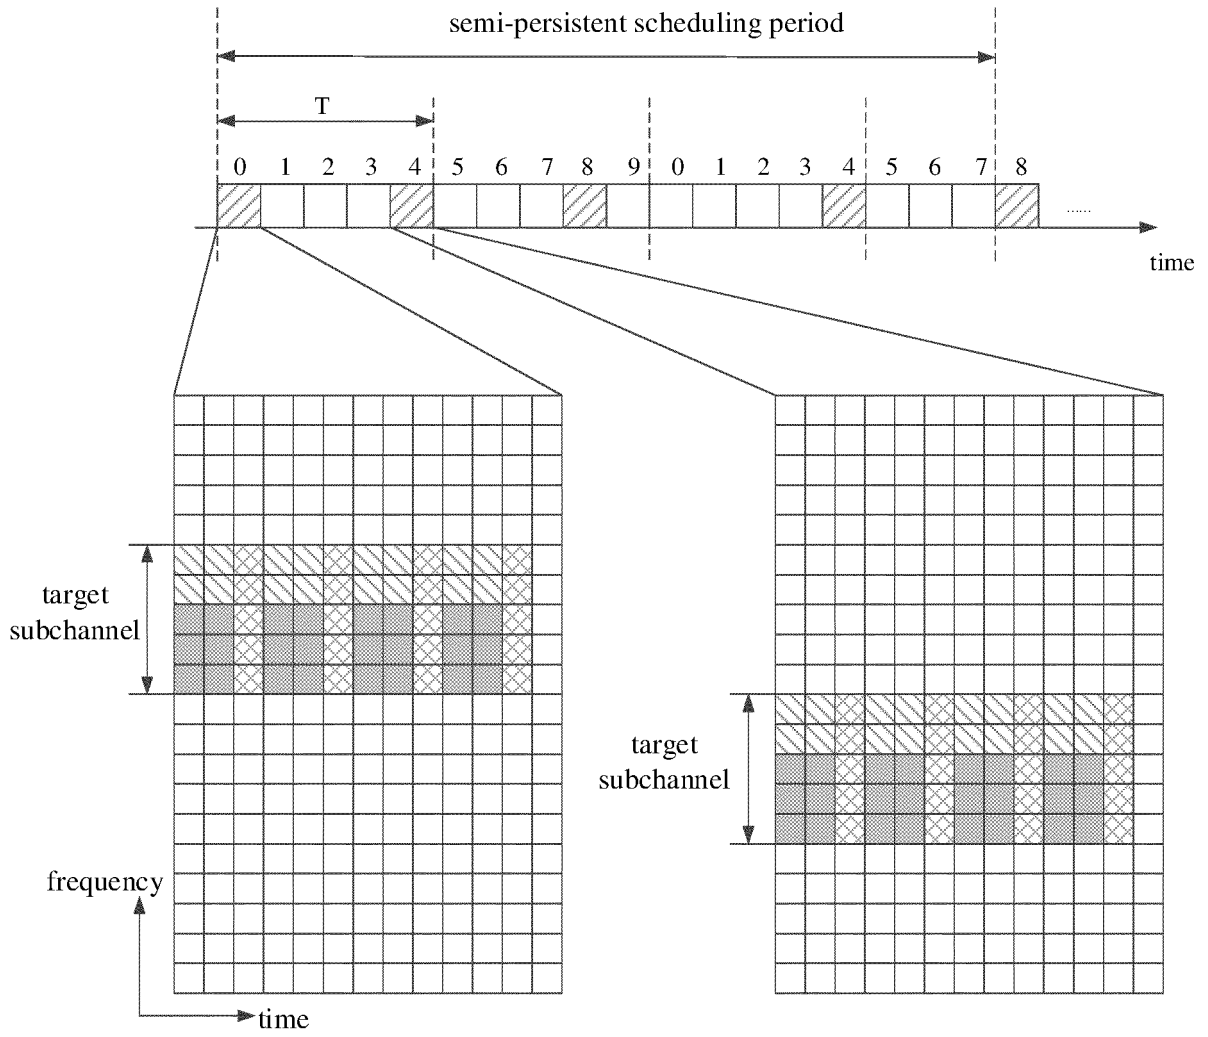 semi-persistent scheduling period
T
0 1 2 3 4 5 6 7 8 9 0 1 2 3 4 5 6 7 8
......
time
target
subchannel
target
subchannel
frequency
time